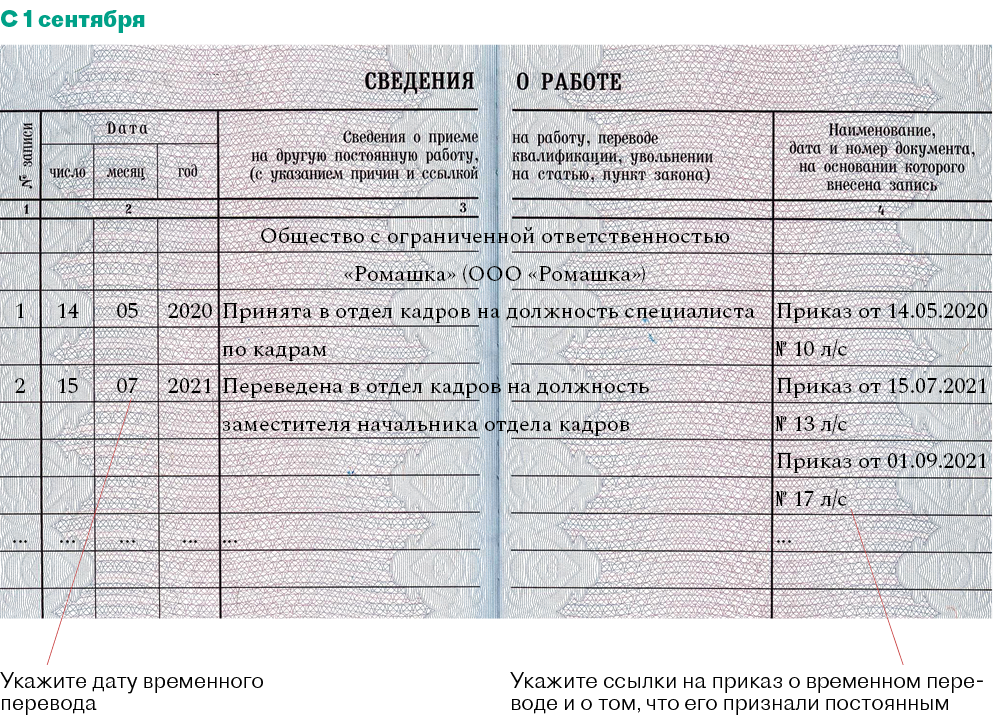 С 1 сентября
СВЕДЕНИЯ О РАБОТЕ
№ записи
Дата
число месяц год
Сведения о приеме на работу, переводе
на другую постоянную работу, квалификации, увольнении
(с указанием причин и ссылкой на статью, пункт закона)
Наименование,
дата и номер документа,
на основании которого
внесена запись
1 2 3 4
Общество с ограниченной ответственностью
«Ромашка» (ООО «Ромашка»)
1 14 05 2020 Принята в отдел кадров на должность специалиста Приказ от 14.05.2020
по кадрам № 10 л/с
2 15 07 2021 Переведена в отдел кадров на должность Приказ от 15.07.2021
заместителя начальника отдела кадров № 13 л/с
Приказ от 01.09.2021
№ 17 л/с
... ... ... ... ... ...
Укажите дату временного
перевода
Укажите ссылки на приказ о временном пере-
воде и о том, что его признали постоянным